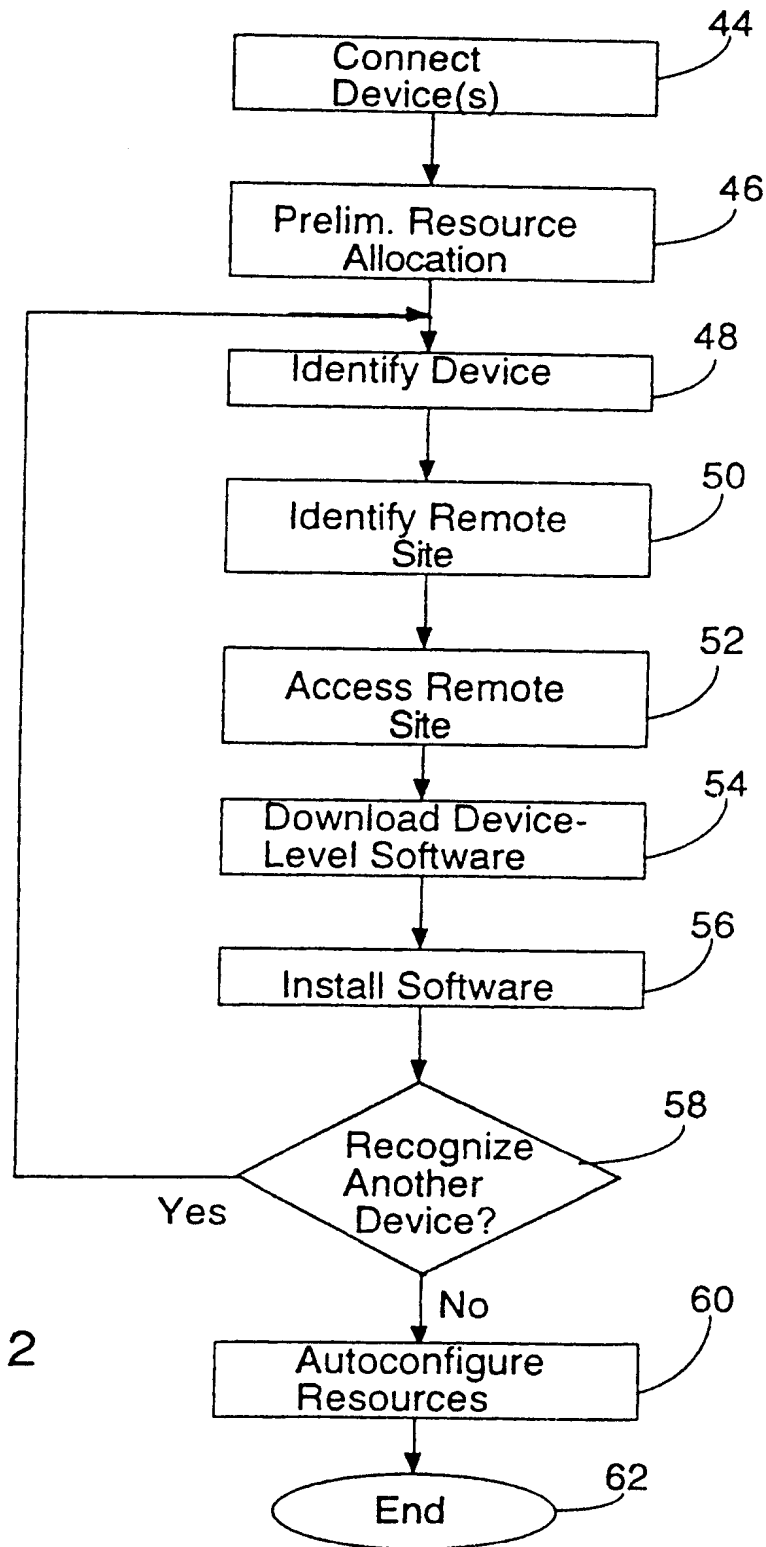 44
Connect
Device(s)
46
Prelim. Resource
Allocation
48
Identify Device
50
Identify Remote
Site
52
Access Remote
Site
54
Download Device-
Level Software
56
Install Software
58
Recognize
Another
Device?
Yes
No
2
60
Autoconfigure
Resources
62
End